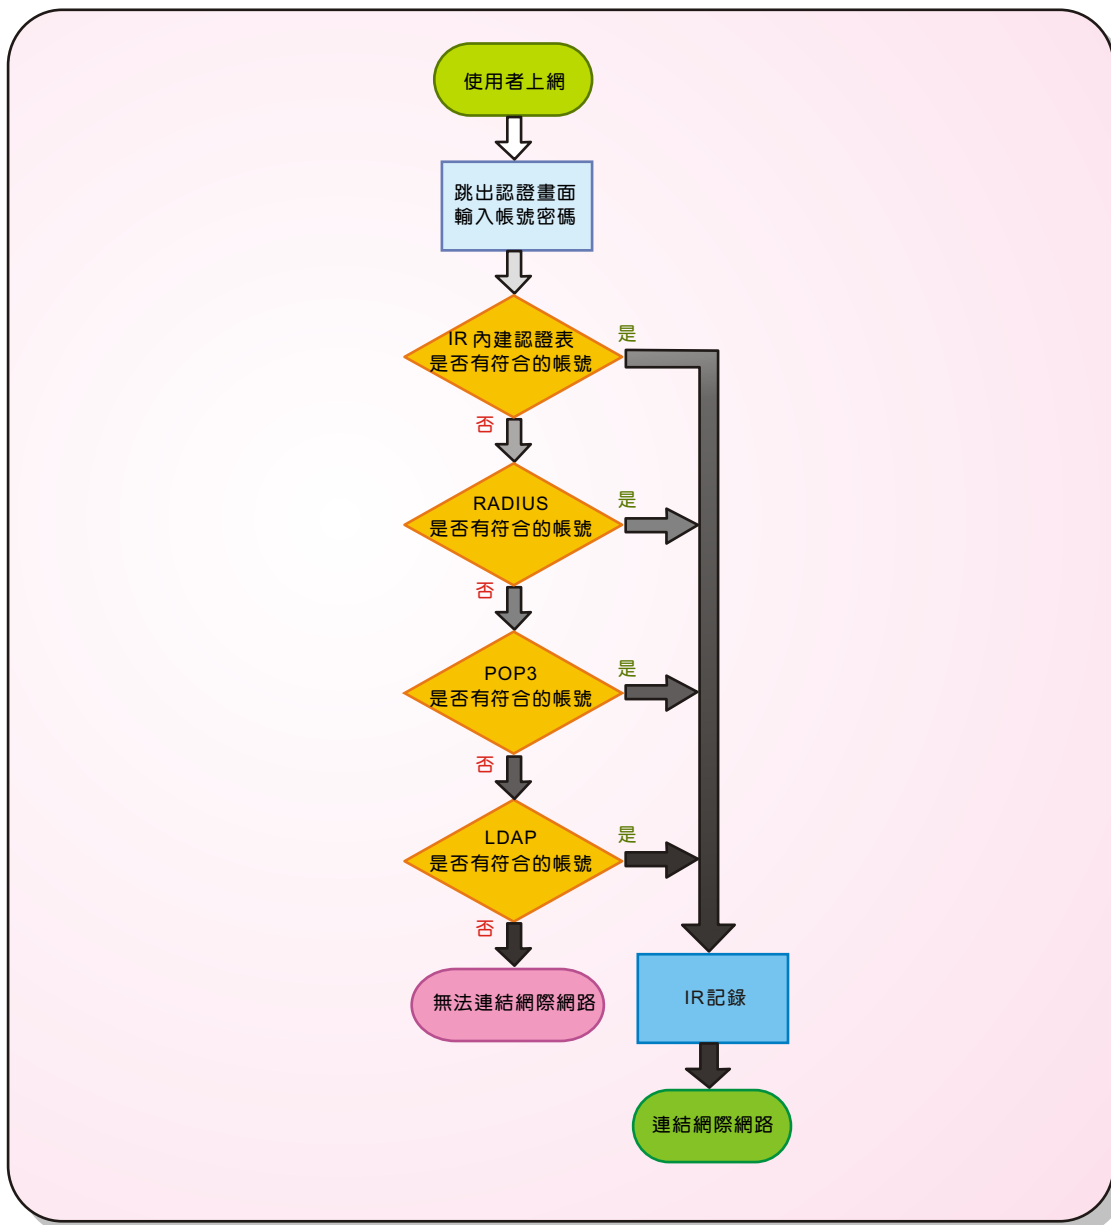 使用者上網
跳出認證畫面
輸入帳號密碼
IR 內建認證表
是否有符合的帳號
是
否
RADIUS
是否有符合的帳號
是
否
POP3
是否有符合的帳號
是
否
LDAP
是否有符合的帳號
是
否
無法連結網際網路
IR記錄
連結網際網路